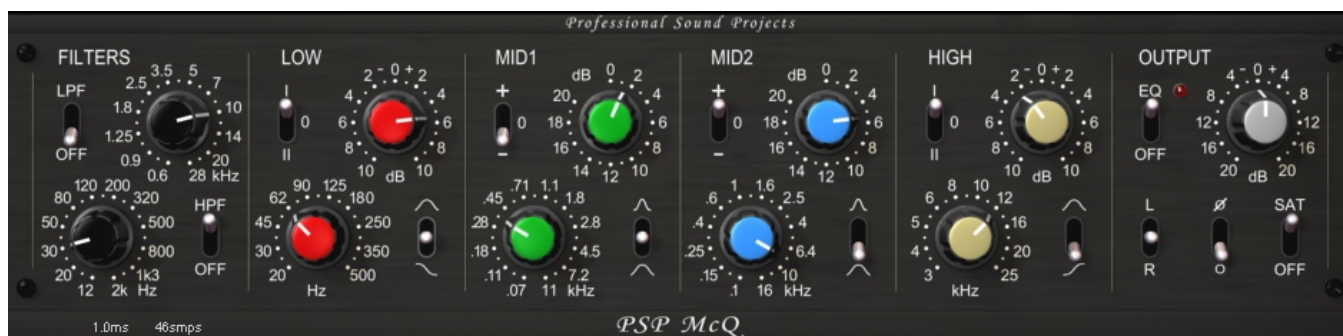 Professional Sound Projects
FILTERS
LPF
OFF
0.6 0.9 1.25 1.8 2.5 3.5 5 7 10 14 20 28 kHz
HPF
OFF
12 20 30 50 80 120 200 320 500 800 1k3 2k Hz
LOW
I
0
II
10 8 6 4 2 - 0 + 2 4 6 8 10
dB
20 30 45 62 90 125 180 250 350 500
Hz
MID1
+
0
-
dB
20 18 16 14 12 10 8 6 4 2 0
.07 .11 .18 .28 .45 .71 1.1 1.8 2.8 4.5 7.2 11 kHz
MID2
+
0
-
dB
20 18 16 14 12 10 8 6 4 2 0
.1 .15 .25 .4 .6 1 1.6 2.5 4 6.4 10 16 kHz
HIGH
I
0
II
10 8 6 4 2 - 0 + 2 4 6 8 10
dB
3 4 5 6 8 10 12 16 20 25
kHz
OUTPUT
EQ
OFF
20 16 12 8 4 - 0 + 4 8 12 16 20
dB
L
R
ø
o
SAT
OFF
1.0ms 46smps
PSP McQ